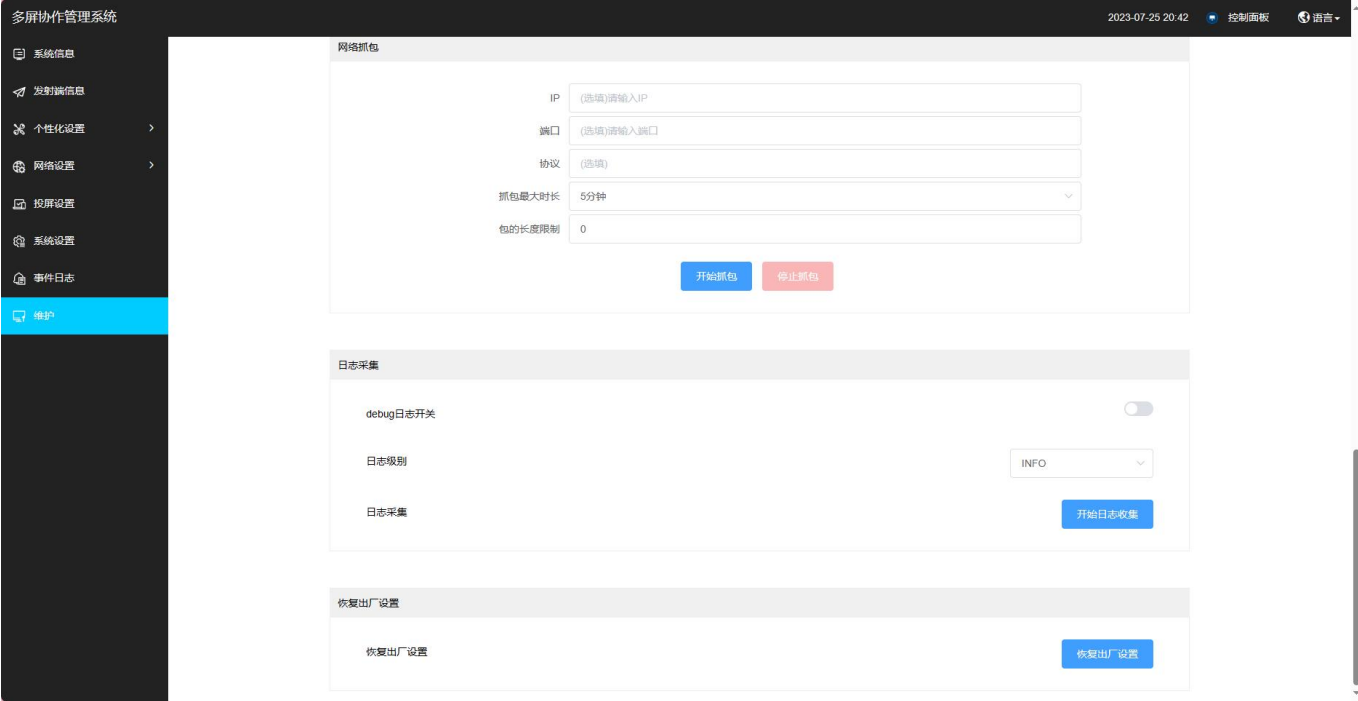 多屏协作管理系统
2023-07-25 20:42 控制面板 语言
系统信息
发射端信息
个性化设置
网络设置
投屏设置
系统设置
事件日志
维护
网络抓包
IP (选填)请输入IP
端口 (选填)请输入端口
协议 (选填)
抓包最大时长 5分钟
包的长度限制 0
开始抓包 停止抓包
日志采集
debug日志开关
日志级别 INFO
日志采集 开始日志收集
恢复出厂设置
恢复出厂设置 恢复出厂设置